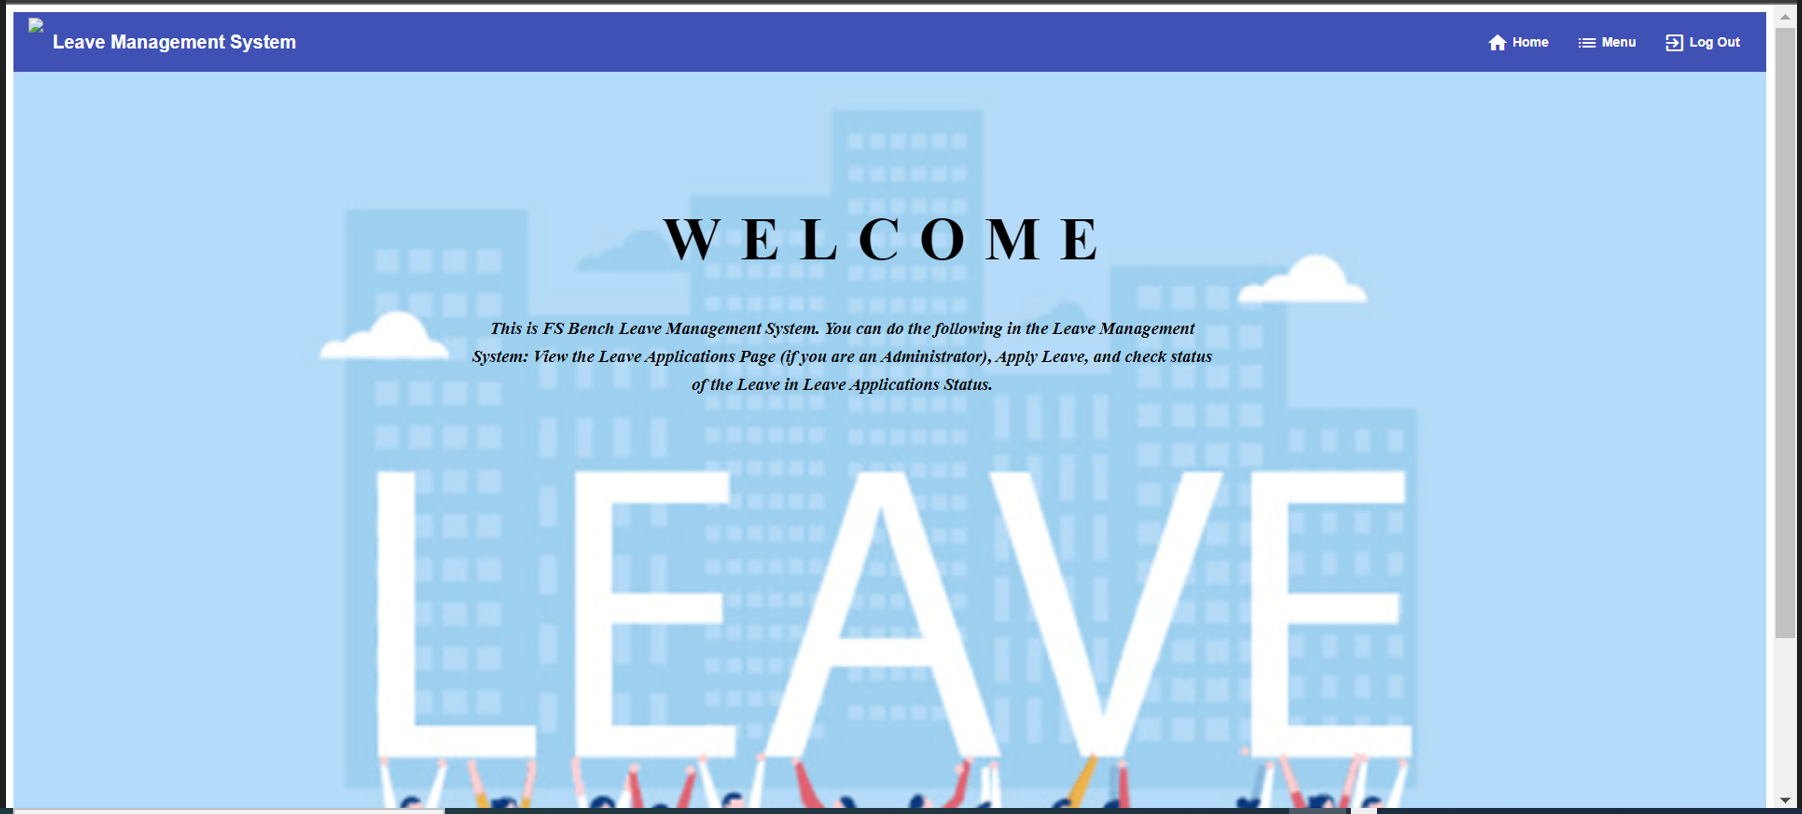 Leave Management System
Home
Menu
Log Out
WELCOME
This is FS Bench Leave Management System. You can do the following in the Leave Management
System: View the Leave Applications Page (if you are an Administrator), Apply Leave, and check status
of the Leave in Leave Applications Status.
LEAVE